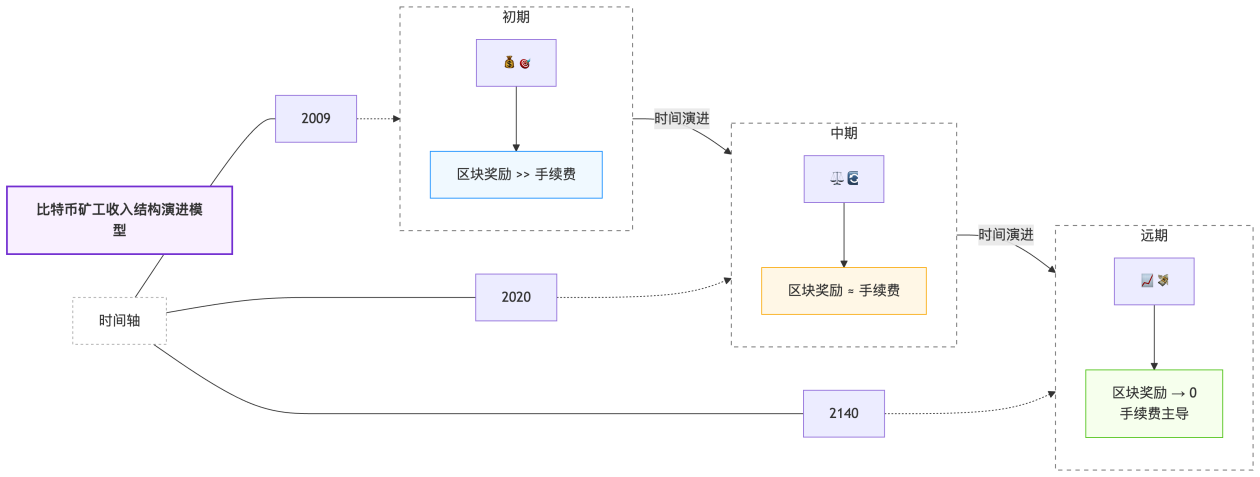 初期
💰 🎯
2009
时间演进
区块奖励 >> 手续费
中期
⚖
比特币矿工收入结构演进模
型
时间演进
远期
📈 💸
2020
区块奖励 ≈ 手续费
时间轴
区块奖励 → 0
手续费主导
2140